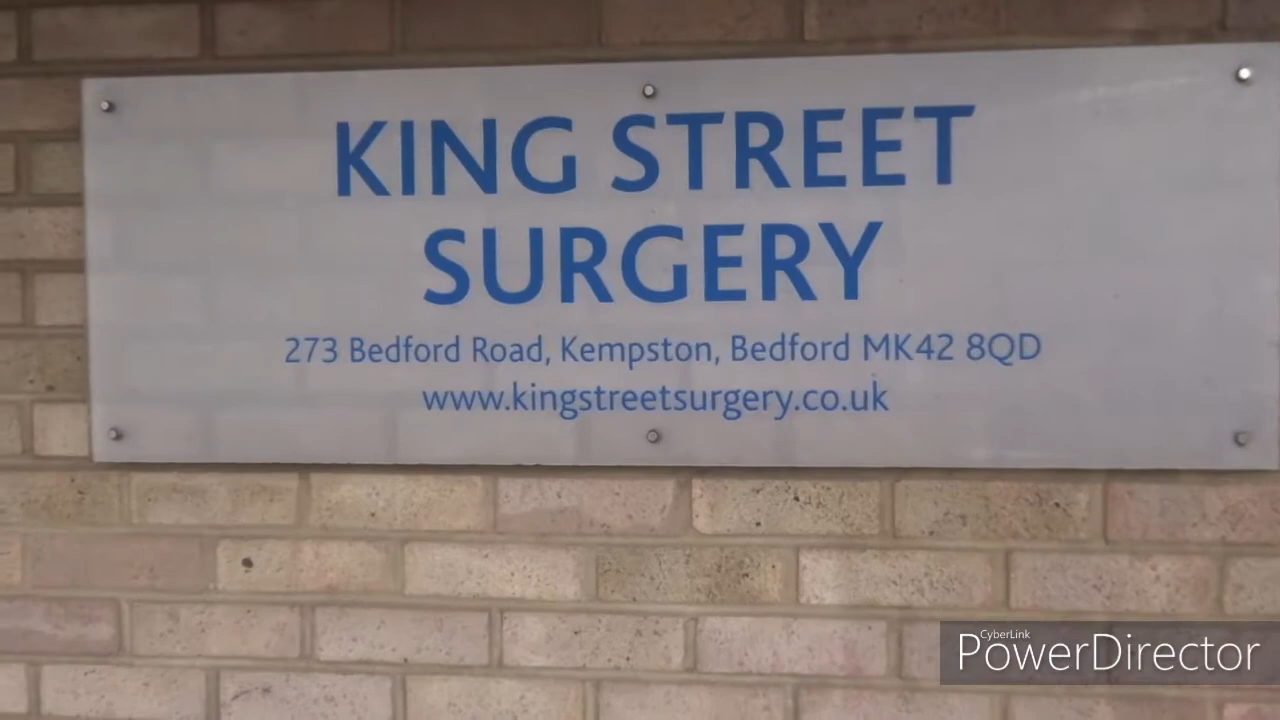 KING STREET
SURGERY
273 Bedford Road, Kempston, Bedford MK42 8QD
www.kingstreetsurgery.co.uk
CyberLink
PowerDirector